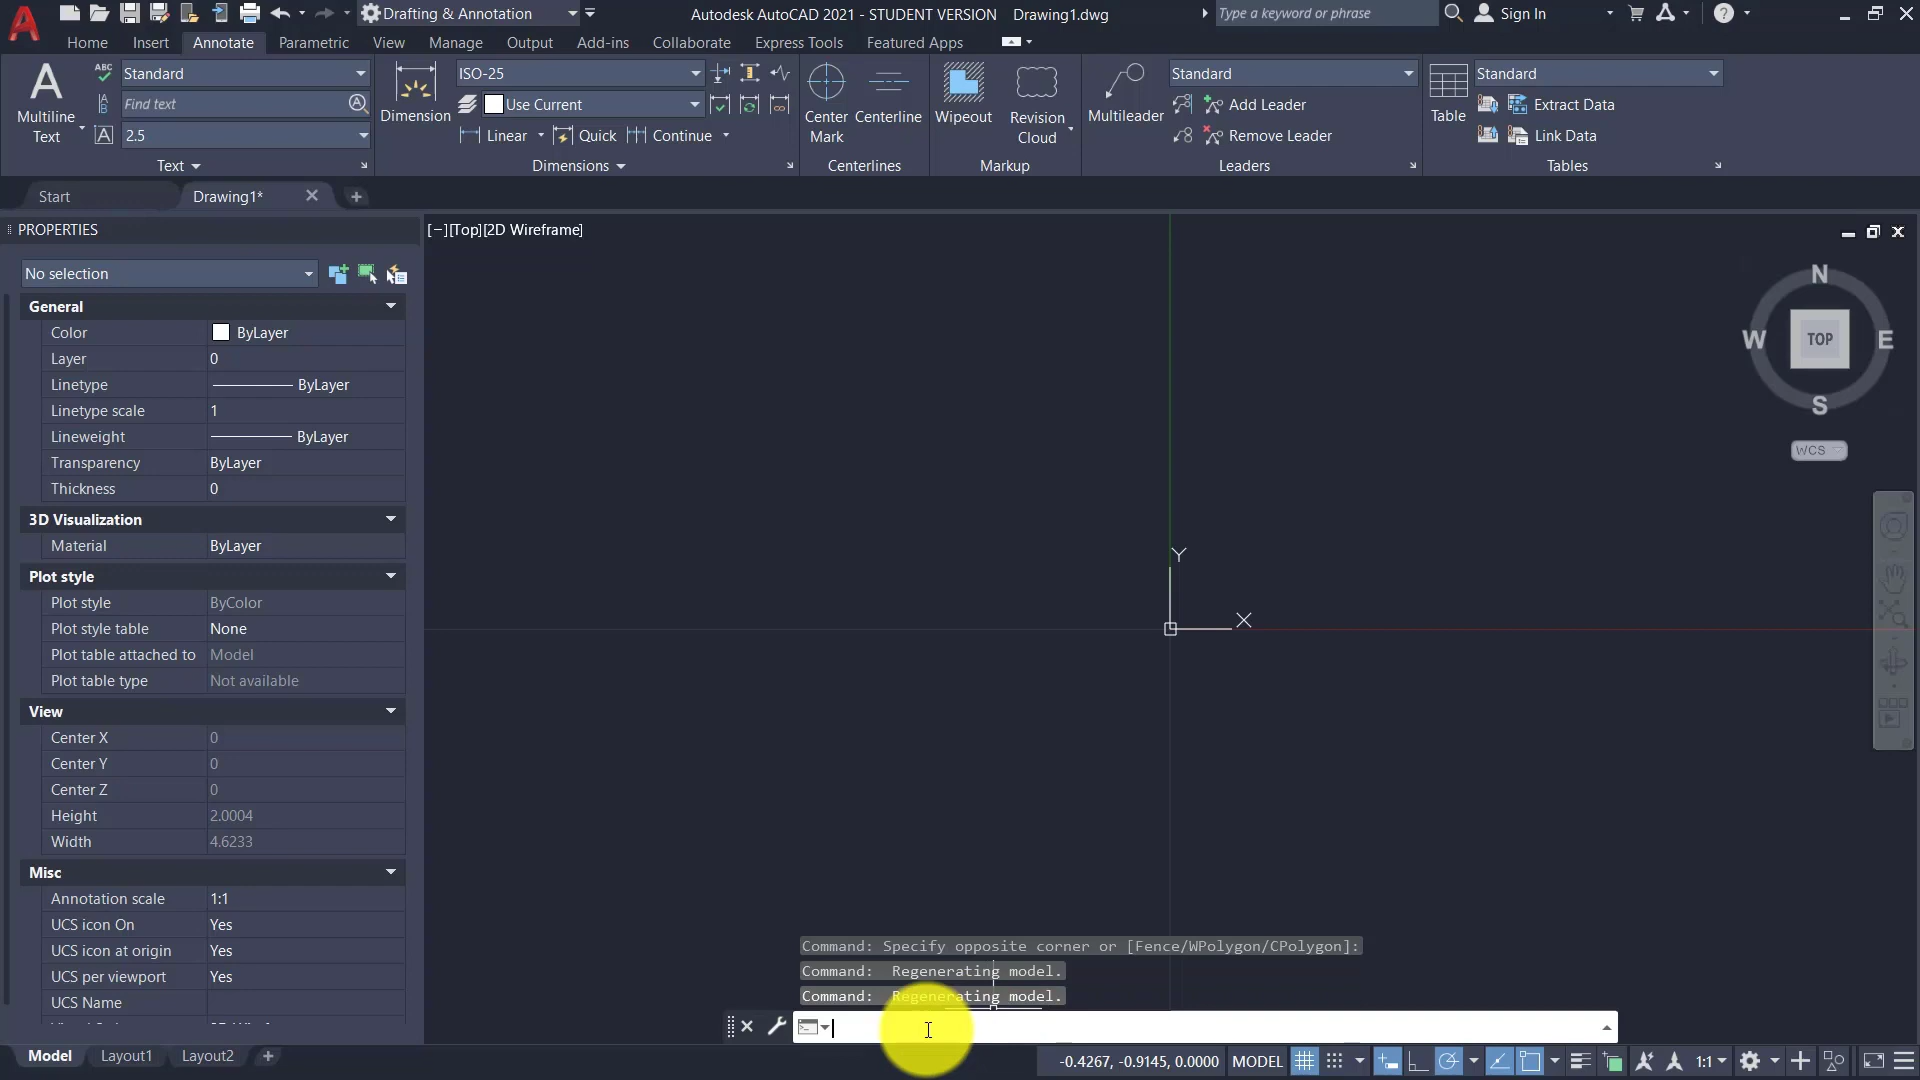 Drafting & Annotation
Autodesk AutoCAD 2021 - STUDENT VERSION Drawing1.dwg
Type a keyword or phrase
Sign In
Home Insert Annotate Parametric View Manage Output Add-ins Collaborate Express Tools Featured Apps
Multiline
Text
ABC
Standard
Find text
2.5
Text
Dimension
ISO-25
Use Current
Linear Quick Continue
Dimensions
Center
Mark
Centerline
Centerlines
Wipeout
Revision
Cloud
Markup
Multileader
Standard
Add Leader
Remove Leader
Leaders
Table
Standard
Extract Data
Link Data
Tables
Start
Drawing1*
PROPERTIES
No selection
General
Color ByLayer
Layer 0
Linetype ByLayer
Linetype scale 1
Lineweight ByLayer
Transparency ByLayer
Thickness 0
3D Visualization
Material ByLayer
Plot style
Plot style ByColor
Plot style table None
Plot table attached to Model
Plot table type Not available
View
Center X 0
Center Y 0
Center Z 0
Height 2.0004
Width 4.6233
Misc
Annotation scale 1:1
UCS icon On Yes
UCS icon at origin Yes
UCS per viewport Yes
UCS Name
[−][Top][2D Wireframe]
N
W TOP E
S
WCS
Y
X
Command: Specify opposite corner or [Fence/WPolygon/CPolygon]:
Command: Regenerating model.
Command: Regenerating model.
Model Layout1 Layout2
-0.4267, -0.9145, 0.0000 MODEL 1:1